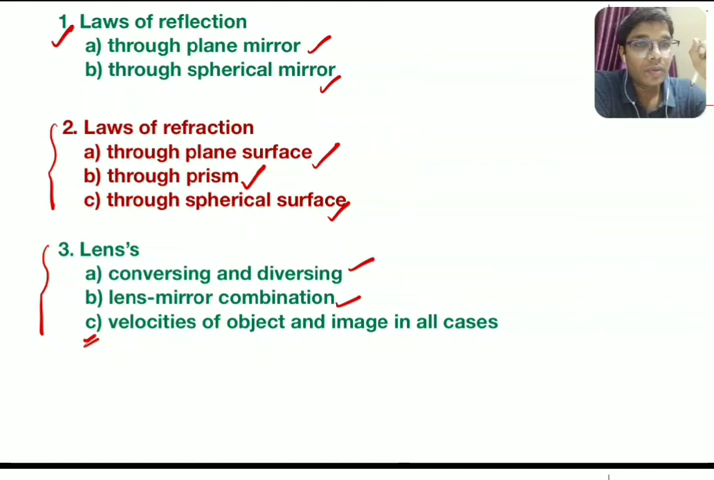 1. Laws of reflection
a) through plane mirror
b) through spherical mirror
2. Laws of refraction
a) through plane surface
b) through prism
c) through spherical surface
3. Lens's
a) conversing and diversing
b) lens-mirror combination
c) velocities of object and image in all cases